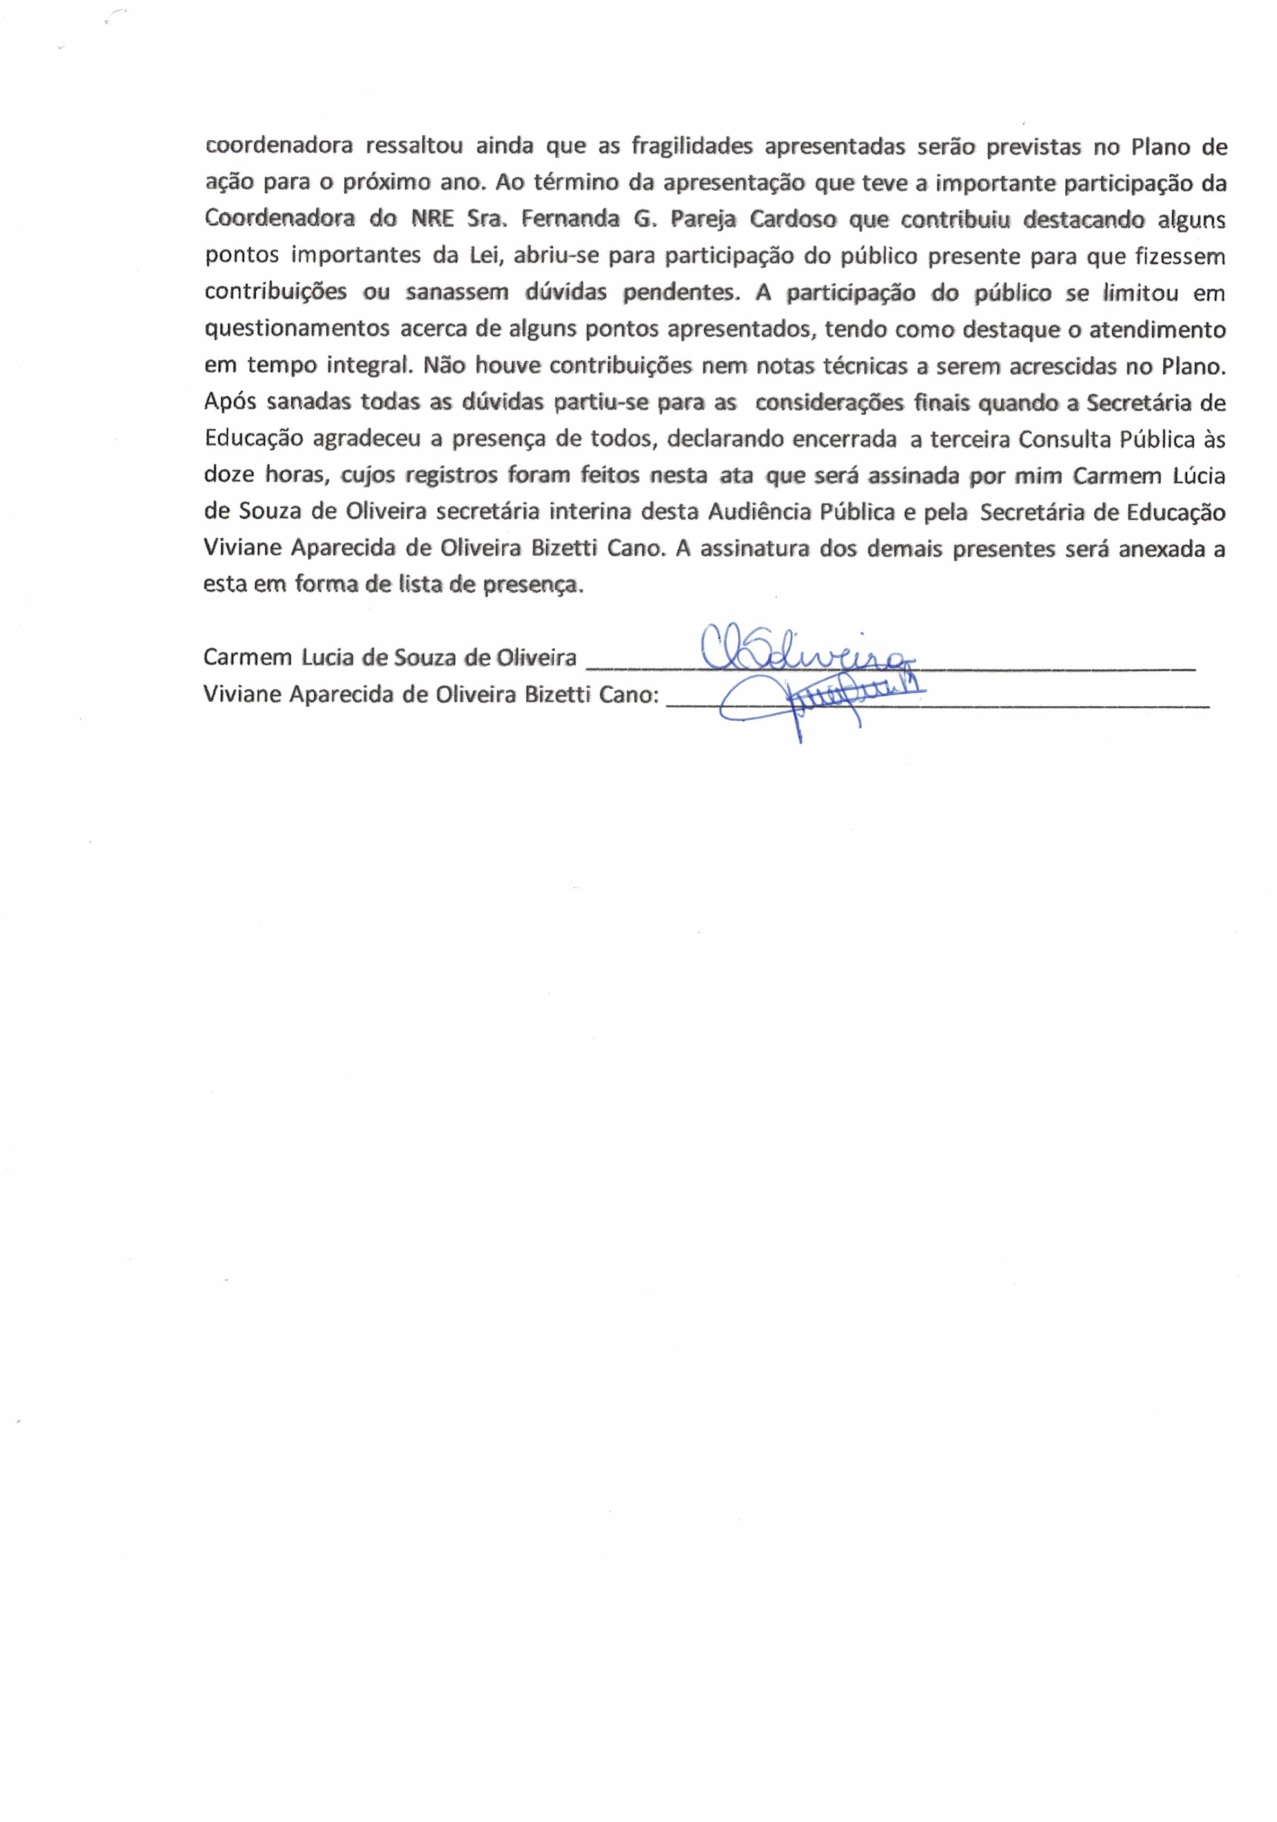 coordenadora ressaltou ainda que as fragilidades apresentadas serão previstas no Plano de
ação para o próximo ano. Ao término da apresentação que teve a importante participação da
Coordenadora do NRE Sra. Fernanda G. Pareja Cardoso que contribuiu destacando alguns
pontos importantes da Lei, abriu-se para participação do público presente para que fizessem
contribuições ou sanassem dúvidas pendentes. A participação do público se limitou em
questionamentos acerca de alguns pontos apresentados, tendo como destaque o atendimento
em tempo integral. Não houve contribuições nem notas técnicas a serem acrescidas no Plano.
Após sanadas todas as dúvidas partiu-se para as considerações finais quando a Secretária de
Educação agradeceu a presença de todos, declarando encerrada a terceira Consulta Pública às
doze horas, cujos registros foram feitos nesta ata que será assinada por mim Carmem Lúcia
de Souza de Oliveira secretária interina desta Audiência Pública e pela Secretária de Educação
Viviane Aparecida de Oliveira Bizetti Cano. A assinatura dos demais presentes será anexada a
esta em forma de lista de presença.
Carmem Lucia de Souza de Oliveira
Viviane Aparecida de Oliveira Bizetti Cano: